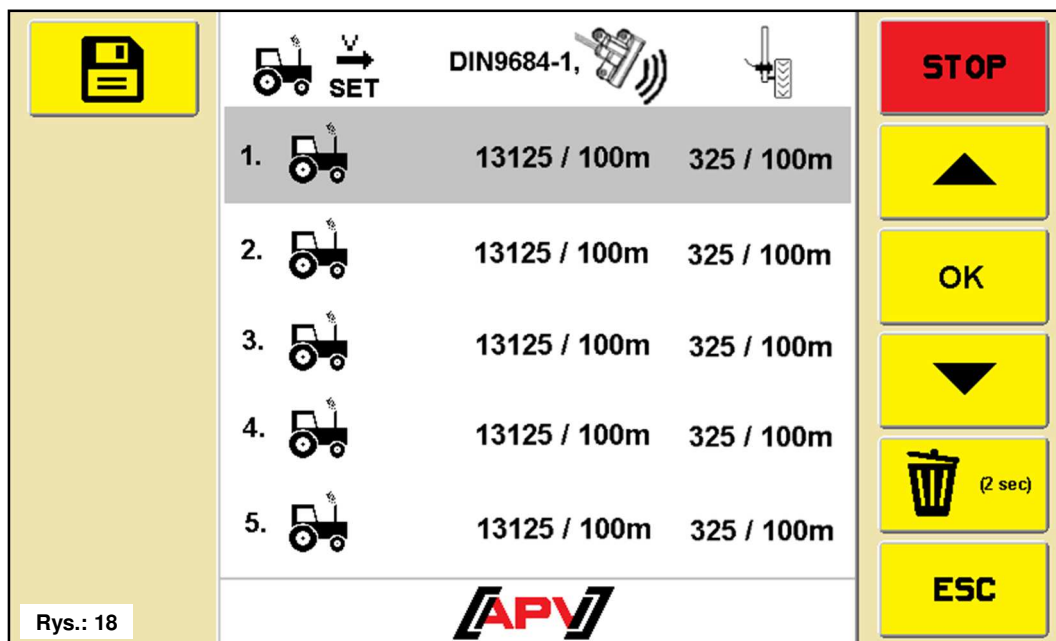 V
SET
DIN9684-1,
STOP
1. 13125 / 100m 325 / 100m
2. 13125 / 100m 325 / 100m
OK
3. 13125 / 100m 325 / 100m
4. 13125 / 100m 325 / 100m
(2 sec)
5. 13125 / 100m 325 / 100m
ESC
APV
Rys.: 18